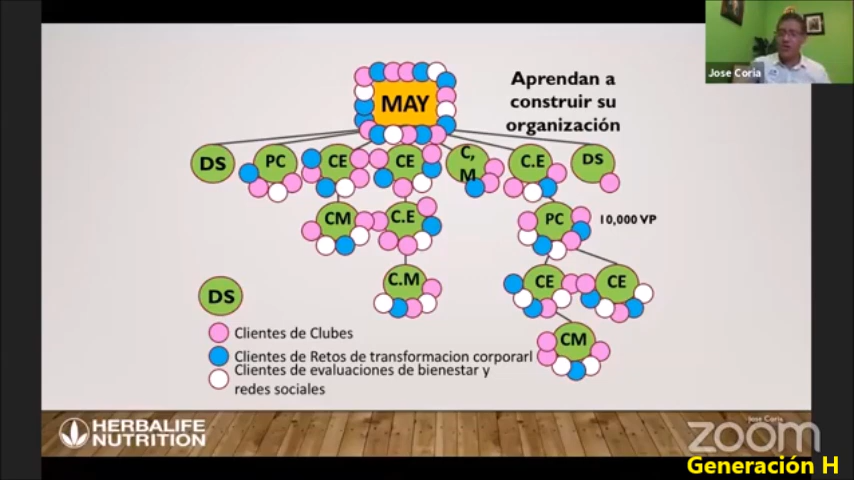 Jose Coria
Aprendan a
construir su
organización
MAY
DS
PC
CE
CE
C,
M
C.E
DS
CM
C.E
PC
10,000 VP
C.M
CE
CE
CM
DS
Clientes de Clubes
Clientes de Retos de transformacion corporarl
Clientes de evaluaciones de bienestar y
redes sociales
HERBALIFE
NUTRITION
Jose Coria
zoom
Generación H